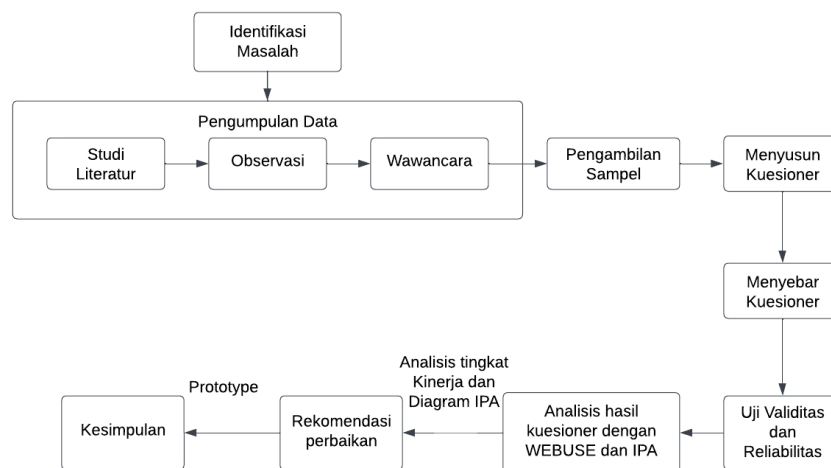 Identifikasi
Masalah
Pengumpulan Data
Studi
Literatur
Observasi
Wawancara
Pengambilan
Sampel
Menyusun
Kuesioner
Menyebar
Kuesioner
Uji Validitas
dan
Reliabilitas
Analisis hasil
kuesioner dengan
WEBUSE dan IPA
Analisis tingkat
Kinerja dan
Diagram IPA
Rekomendasi
perbaikan
Prototype
Kesimpulan